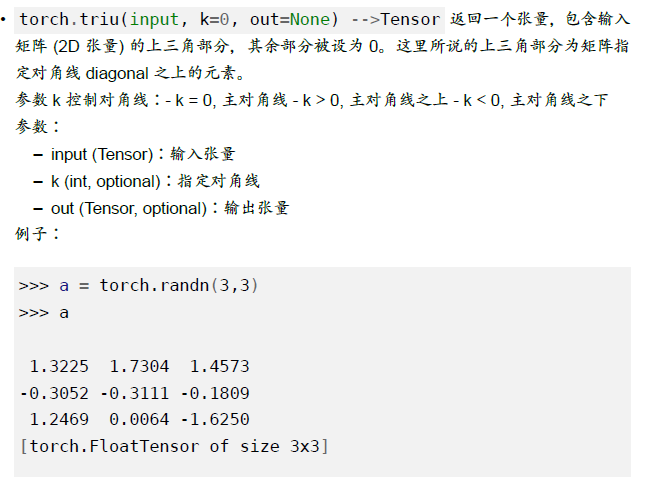 • torch.triu(input, k=0, out=None) -->Tensor 返回一个张量，包含输入
矩阵 (2D 张量) 的上三角部分，其余部分被设为 0。这里所说的上三角部分为矩阵指
定对角线 diagonal 之上的元素。
参数 k 控制对角线：- k = 0, 主对角线 - k > 0, 主对角线之上 - k < 0, 主对角线之下
参数：
– input (Tensor)：输入张量
– k (int, optional)：指定对角线
– out (Tensor, optional)：输出张量
例子：
>>> a = torch.randn(3,3)
>>> a
1.3225 1.7304 1.4573
-0.3052 -0.3111 -0.1809
1.2469 0.0064 -1.6250
[torch.FloatTensor of size 3x3]